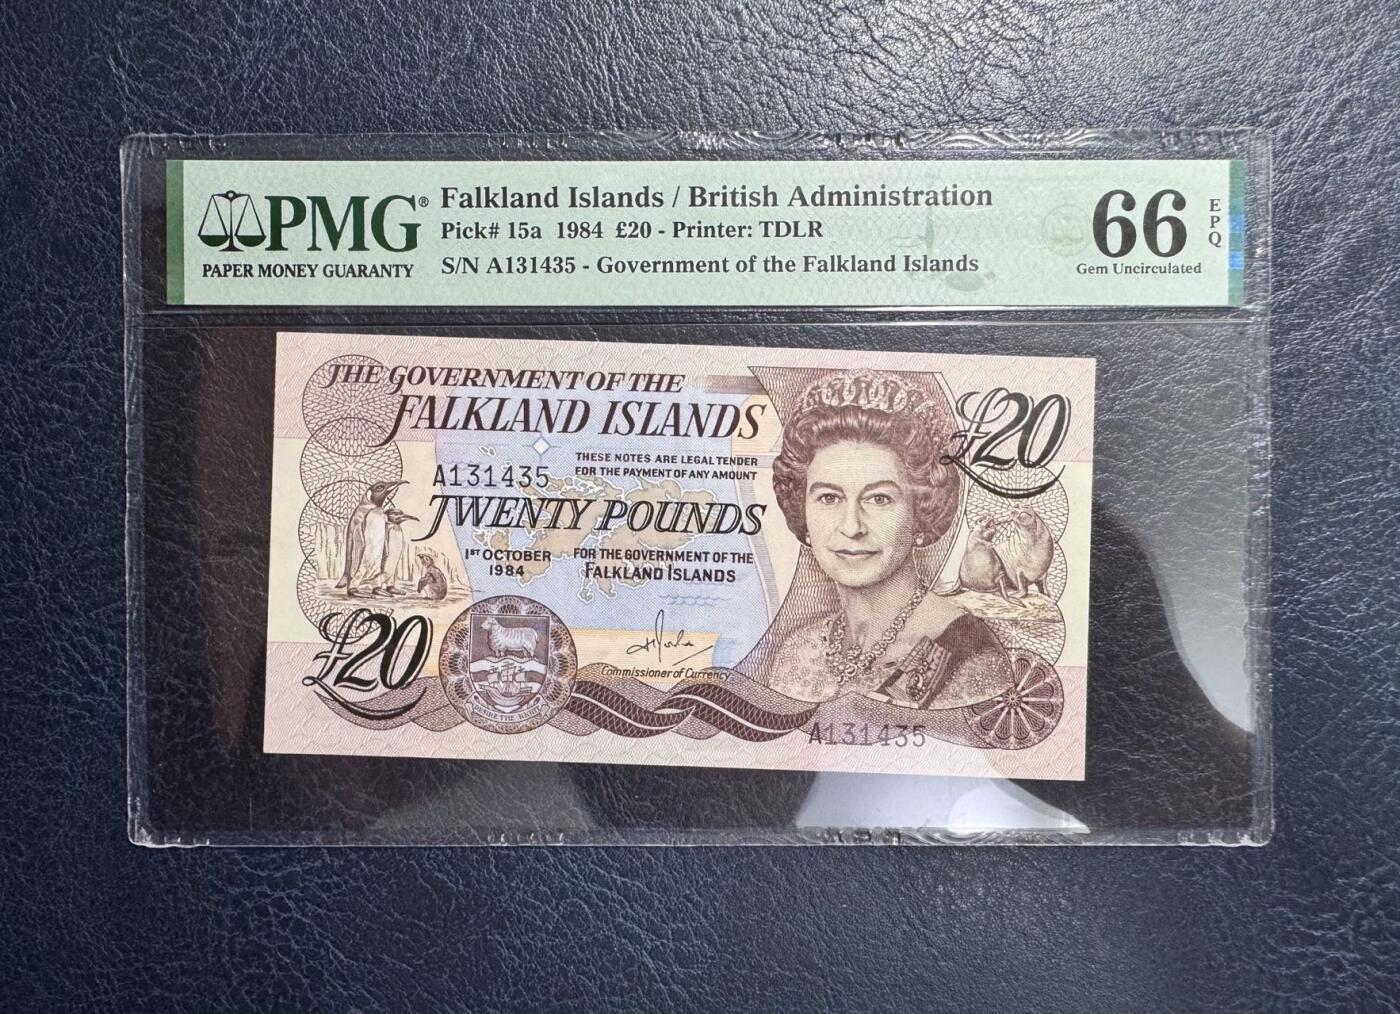 PMG®
PAPER MONEY GUARANTY
Falkland Islands / British Administration
Pick# 15a 1984 £20 - Printer: TDLR
S/N A131435 - Government of the Falkland Islands
66
EPQ
Gem Uncirculated
THE GOVERNMENT OF THE
FALKLAND ISLANDS
£20
THESE NOTES ARE LEGAL TENDER
FOR THE PAYMENT OF ANY AMOUNT
A131435
TWENTY POUNDS
1ST OCTOBER
1984
FOR THE GOVERNMENT OF THE
FALKLAND ISLANDS
£20
Commissioner of Currency
DESIRE THE RIGHT
A131435